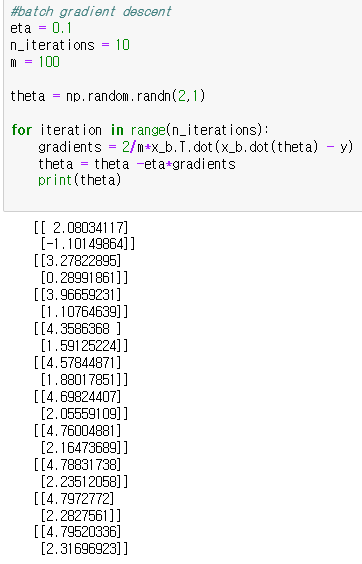 #batch gradient descent
eta = 0.1
n_iterations = 10
m = 100
theta = np.random.randn(2,1)
for iteration in range(n_iterations):
gradients = 2/m*x_b.T.dot(x_b.dot(theta) - y)
theta = theta -eta*gradients
print(theta)
[[ 2.08034117]
[-1.10149864]]
[[3.27822895]
[0.28991861]]
[[3.96659231]
[1.10764639]]
[[4.3586368 ]
[1.59125224]]
[[4.57844871]
[1.88017851]]
[[4.69824407]
[2.05559109]]
[[4.76004881]
[2.16473689]]
[[4.78831738]
[2.23512058]]
[[4.7972772]
[2.2827561]]
[[4.79520336]
[2.31696923]]